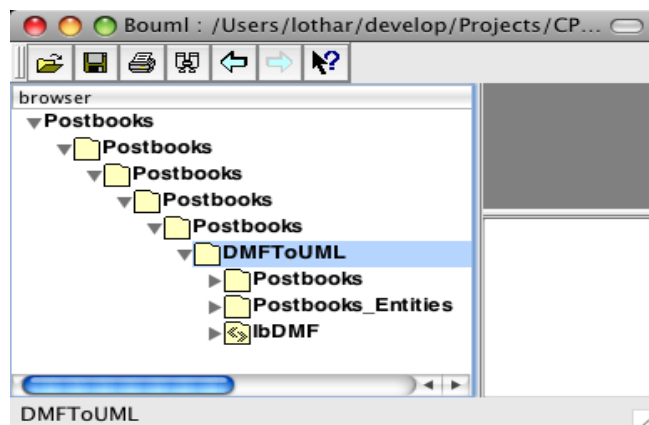 Bouml : /Users/lothar/develop/Projects/CP...
browser
Postbooks
Postbooks
Postbooks
Postbooks
Postbooks
DMFToUML
Postbooks
Postbooks_Entities
lbDMF
DMFToUML